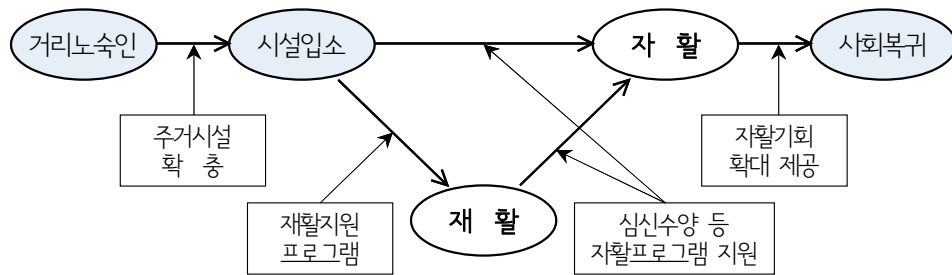 거리노숙인
시설입소
자 활
사회복귀
주거시설
확 충
자활기회
확대 제공
재 활
재활지원
프로그램
심신수양 등
자활프로그램 지원